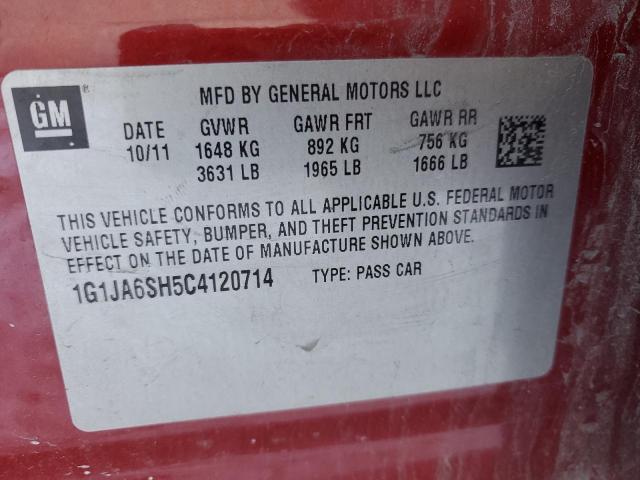 GM®
MFD BY GENERAL MOTORS LLC
DATE GVWR GAWR FRT GAWR RR
10/11 1648 KG 892 KG 756 KG
3631 LB 1965 LB 1666 LB
THIS VEHICLE CONFORMS TO ALL APPLICABLE U.S. FEDERAL MOTOR
VEHICLE SAFETY, BUMPER, AND THEFT PREVENTION STANDARDS IN
EFFECT ON THE DATE OF MANUFACTURE SHOWN ABOVE.
1G1JA6SH5C4120714 TYPE: PASS CAR